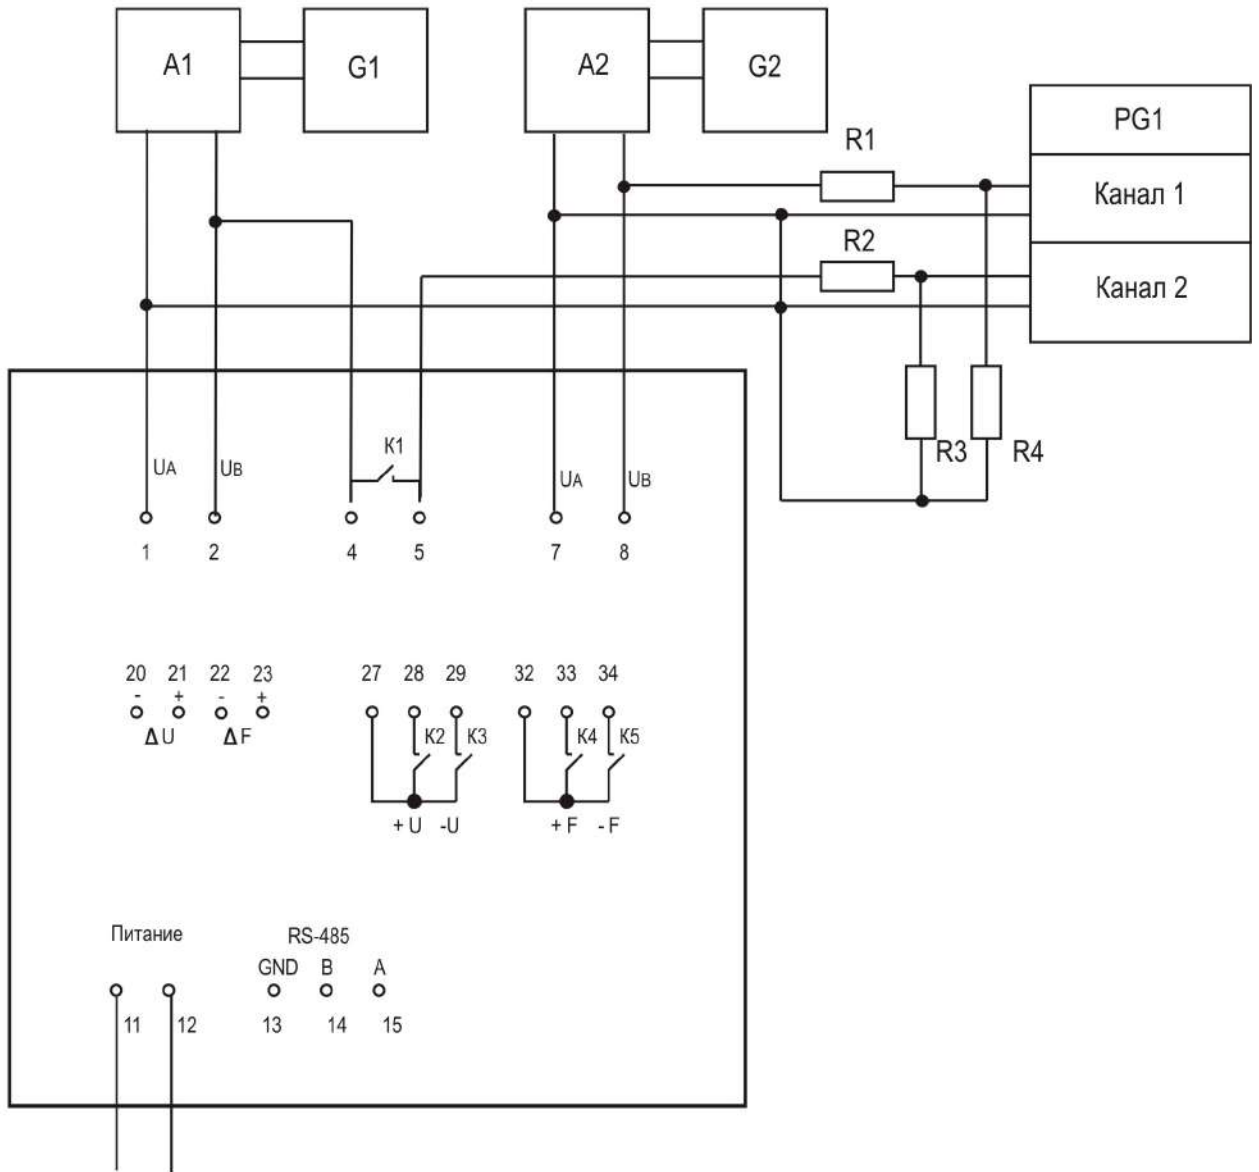 A1 G1 A2 G2
PG1
R1
Канал 1
R2
Канал 2
K1
R3 R4
UA UB UA UB
1 2 4 5 7 8
20 21 22 23 27 28 29 32 33 34
- + - +
Δ U Δ F K2 K3 K4 K5
+ U -U + F - F
Питание RS-485
GND B A
11 12 13 14 15